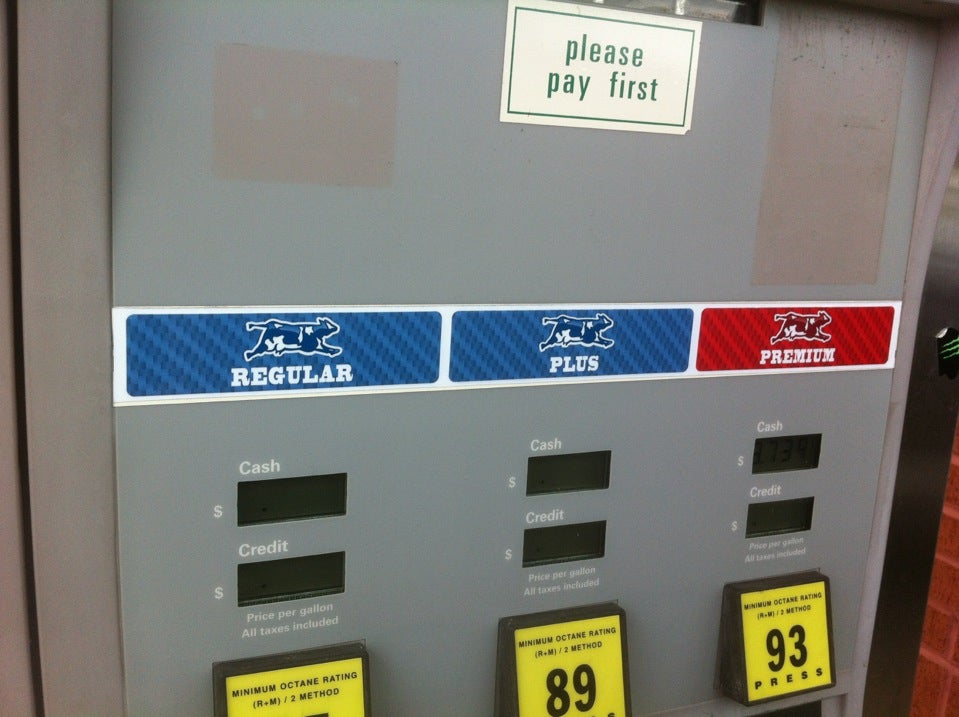 please
pay first
REGULAR
PLUS
PREMIUM
Cash
$
Credit
$
Price per gallon
All taxes included
Cash
$
Credit
$
Price per gallon
All taxes included
Cash
$
Credit
$
Price per gallon
All taxes included
MINIMUM OCTANE RATING
(R+M) / 2 METHOD
MINIMUM OCTANE RATING
(R+M) / 2 METHOD
89
MINIMUM OCTANE RATING
(R+M) / 2 METHOD
93
PRESS